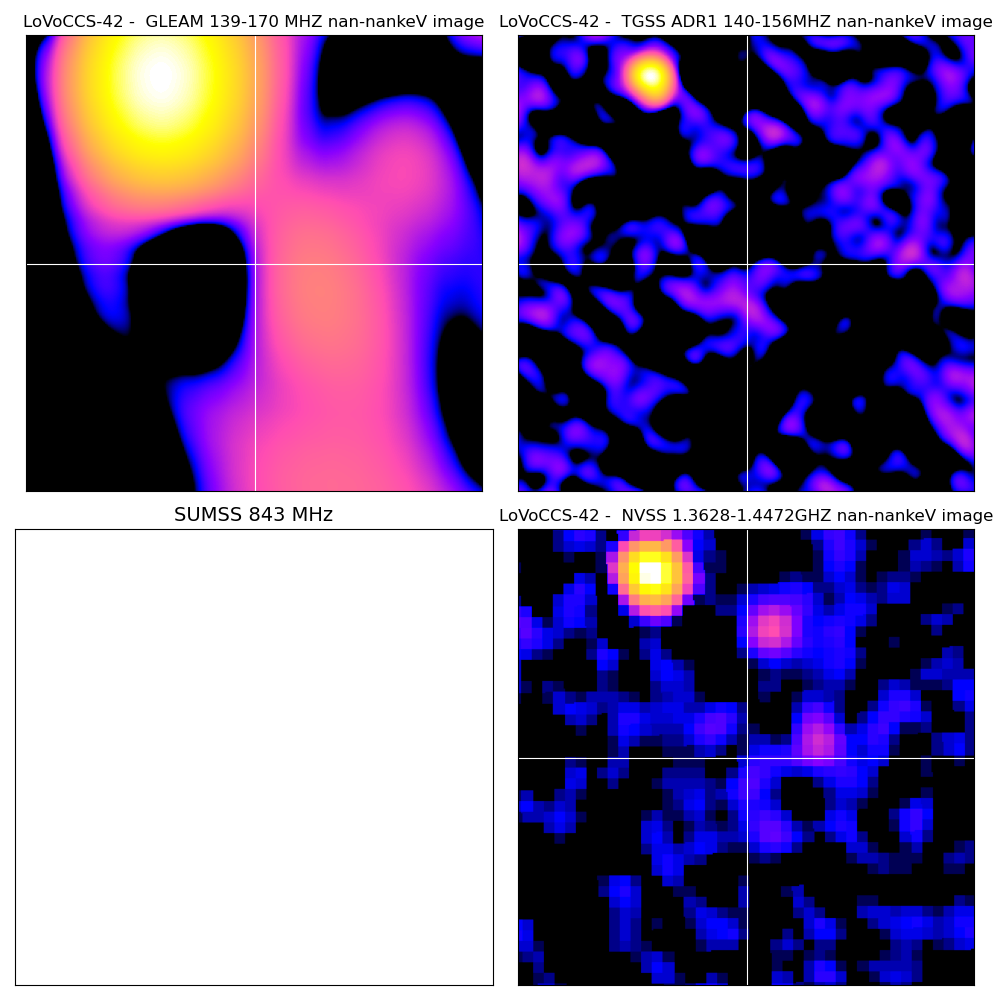 LoVoCCS-42 - GLEAM 139-170 MHZ nan-nankeV image
LoVoCCS-42 - TGSS ADR1 140-156MHZ nan-nankeV image
SUMSS 843 MHz
LoVoCCS-42 - NVSS 1.3628-1.4472GHZ nan-nankeV image